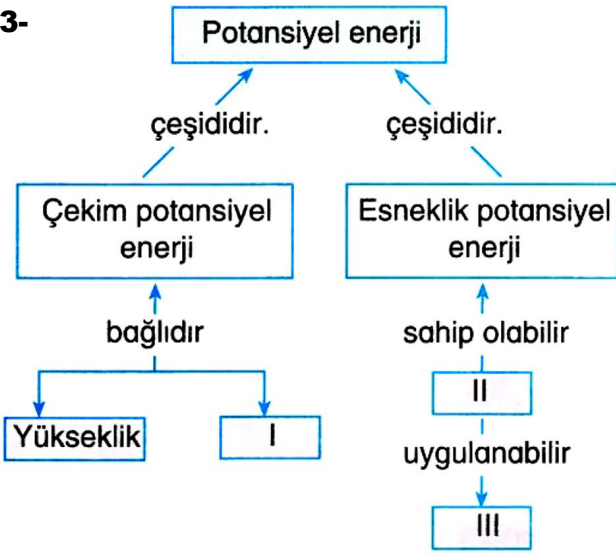 3-
Potansiyel enerji
çeşididir.
çeşididir.
Çekim potansiyel
enerji
Esneklik potansiyel
enerji
bağlıdır
sahip olabilir
Yükseklik
I
II
uygulanabilir
III